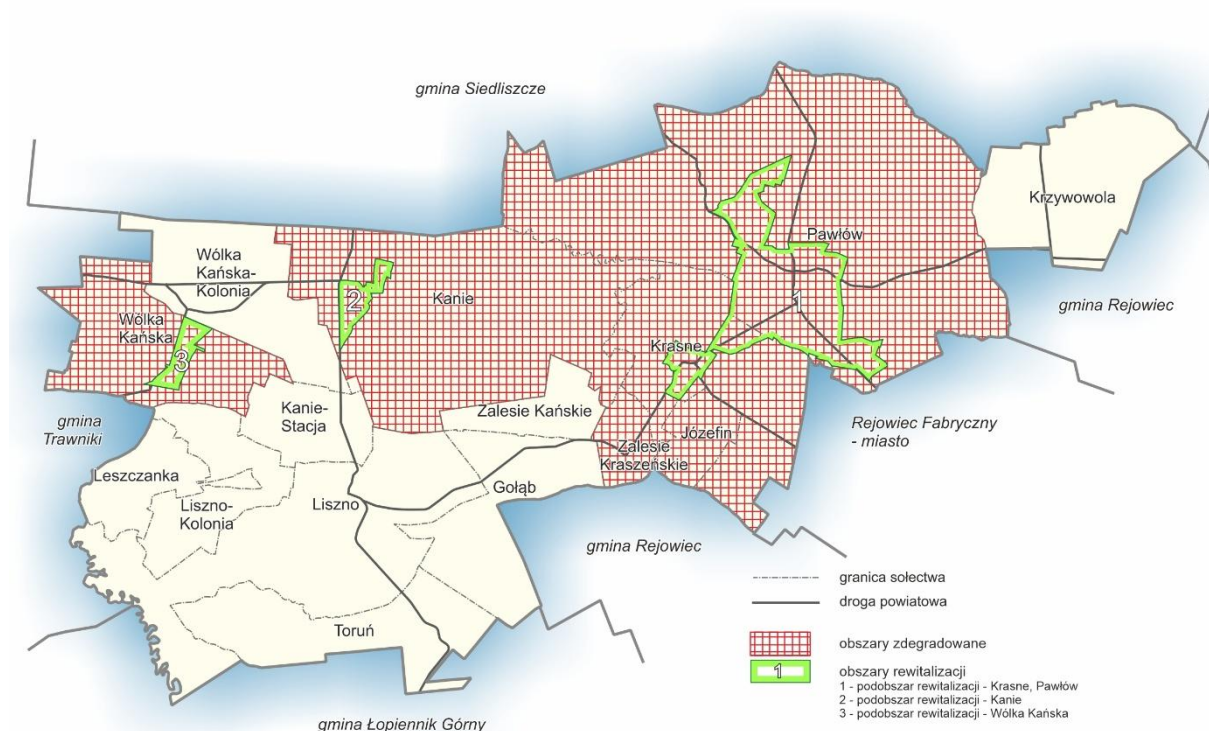 gmina Siedliszcze
Krzywowola
Pawłów
Wólka
Kańska-
Kolonia
gmina Rejowiec
2
Kanie
1
Wólka
Kańska
3
Krasne
Zalesie Kańskie
Kanie-
Stacja
gmina
Trawniki
Józefin
Rejowiec Fabryczny
- miasto
Zalesie
Kraszeńskie
Leszczanka
Gołąb
Liszno-
Kolonia
Liszno
gmina Rejowiec
Toruń
gmina Łopiennik Górny
granica sołectwa
droga powiatowa
obszary zdegradowane
1
obszary rewitalizacji
1 - podobszar rewitalizacji - Krasne, Pawłów
2 - podobszar rewitalizacji - Kanie
3 - podobszar rewitalizacji - Wólka Kańska